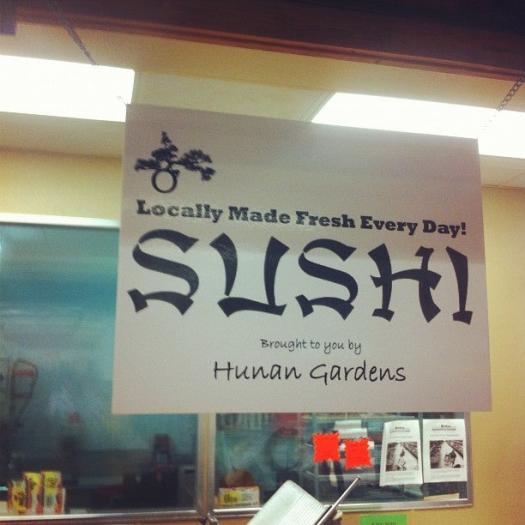 Locally Made Fresh Every Day!
SUSHI
Brought to you by
Hunan Gardens